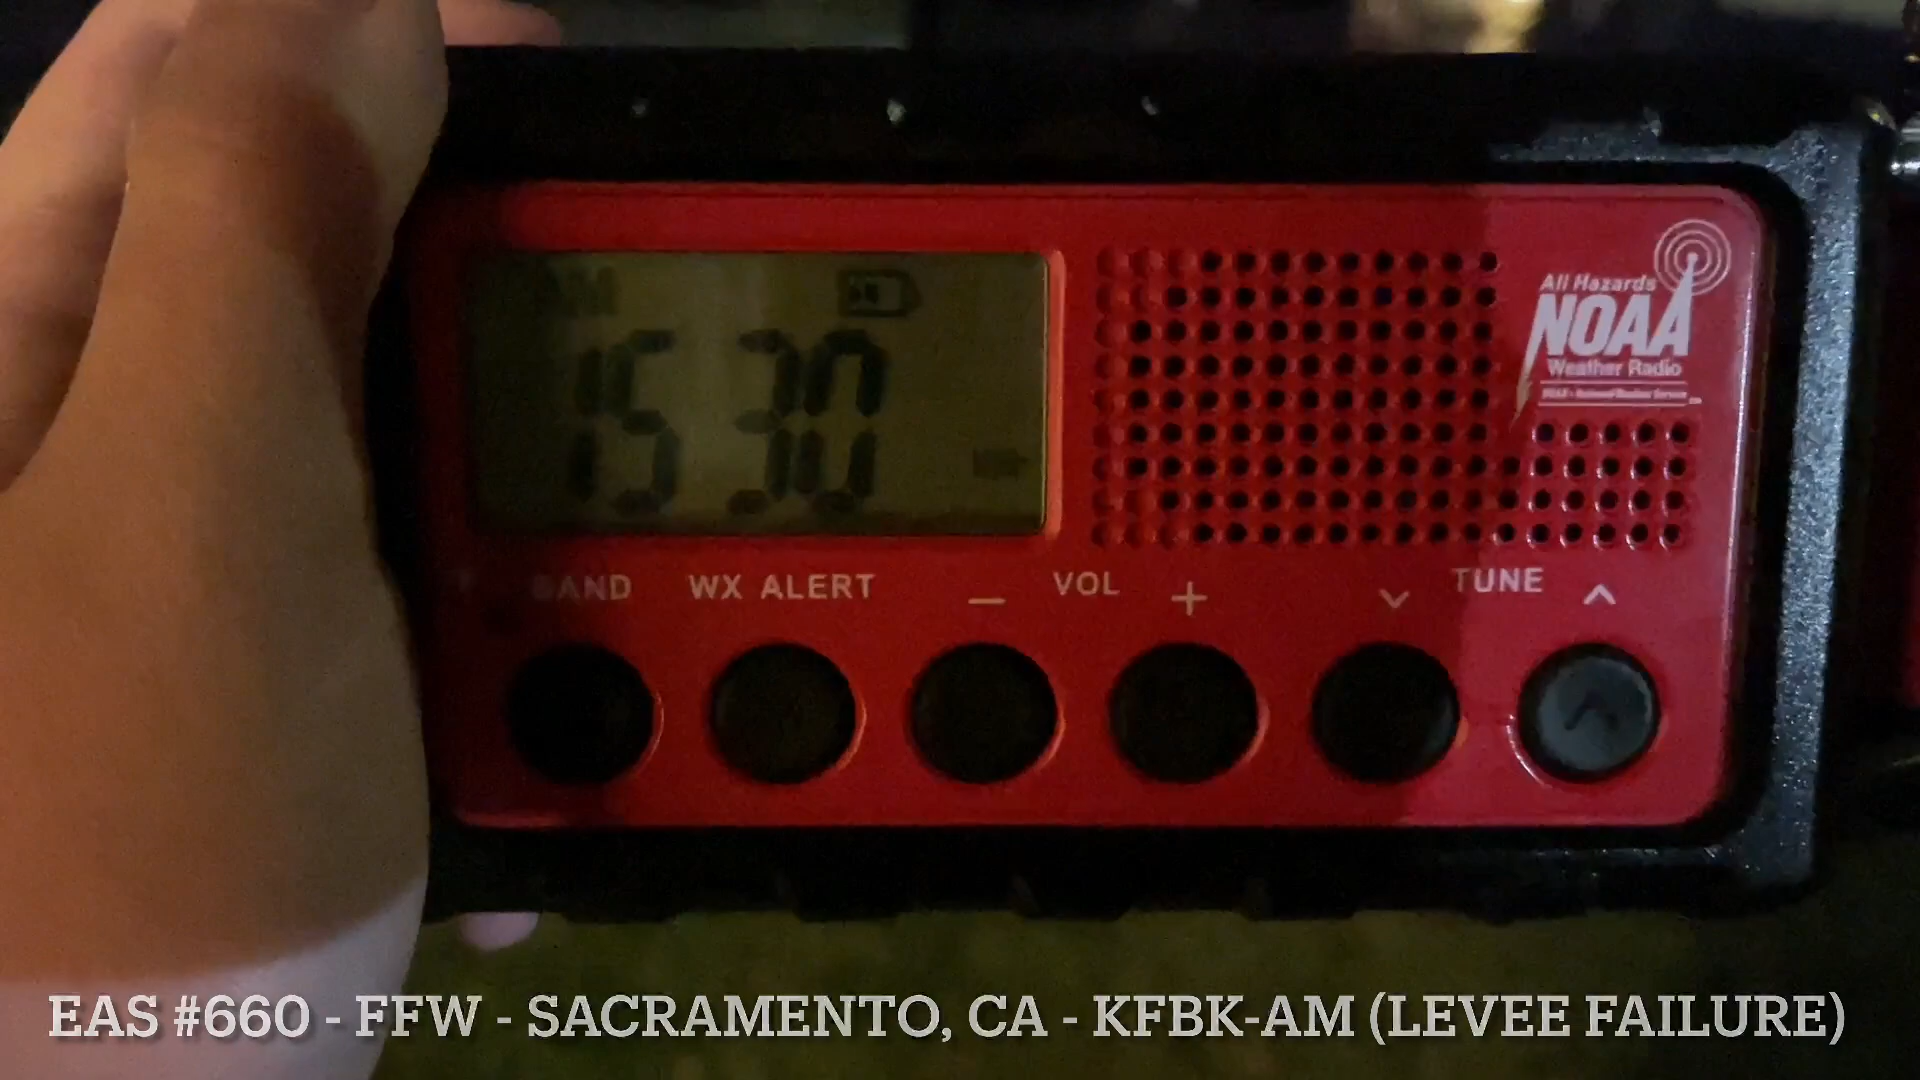 AM
1530
All Hazards
NOAA
Weather Radio
BAND
WX ALERT
— VOL +
TUNE
EAS #660 - FFW - SACRAMENTO, CA - KFBK-AM (LEVEE FAILURE)